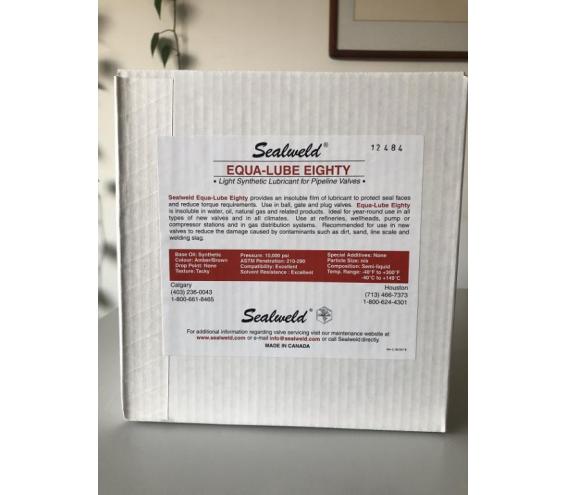 Sealweld®
12484
EQUA-LUBE EIGHTY
• Light Synthetic Lubricant for Pipeline Valves •
Sealweld Equa-Lube Eighty provides an insoluble film of lubricant to protect seal faces
and reduce torque requirements. Use in ball, gate and plug valves. Equa-Lube Eighty
is insoluble in water, oil, natural gas and related products. Ideal for year-round use in all
types of new valves and in all climates. Use at refineries, wellheads, pump or
compressor stations and in gas distribution systems. Recommended for use in new
valves to reduce the damage caused by contaminants such as dirt, sand, line scale and
welding slag.
Base Oil: Synthetic Pressure: 10,000 psi Special Additives: None
Colour: Amber/Brown ASTM Penetration: 210-290 Particle Size: n/a
Drop Point: None Compatibility: Excellent Composition: Semi-liquid
Texture: Tacky Solvent Resistance : Excellent Temp. Range: -40°F to +300°F
-40°C to +149°C
Calgary Houston
(403) 236-0043 (713) 466-7373
1-800-661-8465 1-800-624-4301
Sealweld®
For additional information regarding valve servicing visit our maintenance website at
www.sealweld.com or e-mail info@sealweld.com or call Sealweld directly.
MADE IN CANADA